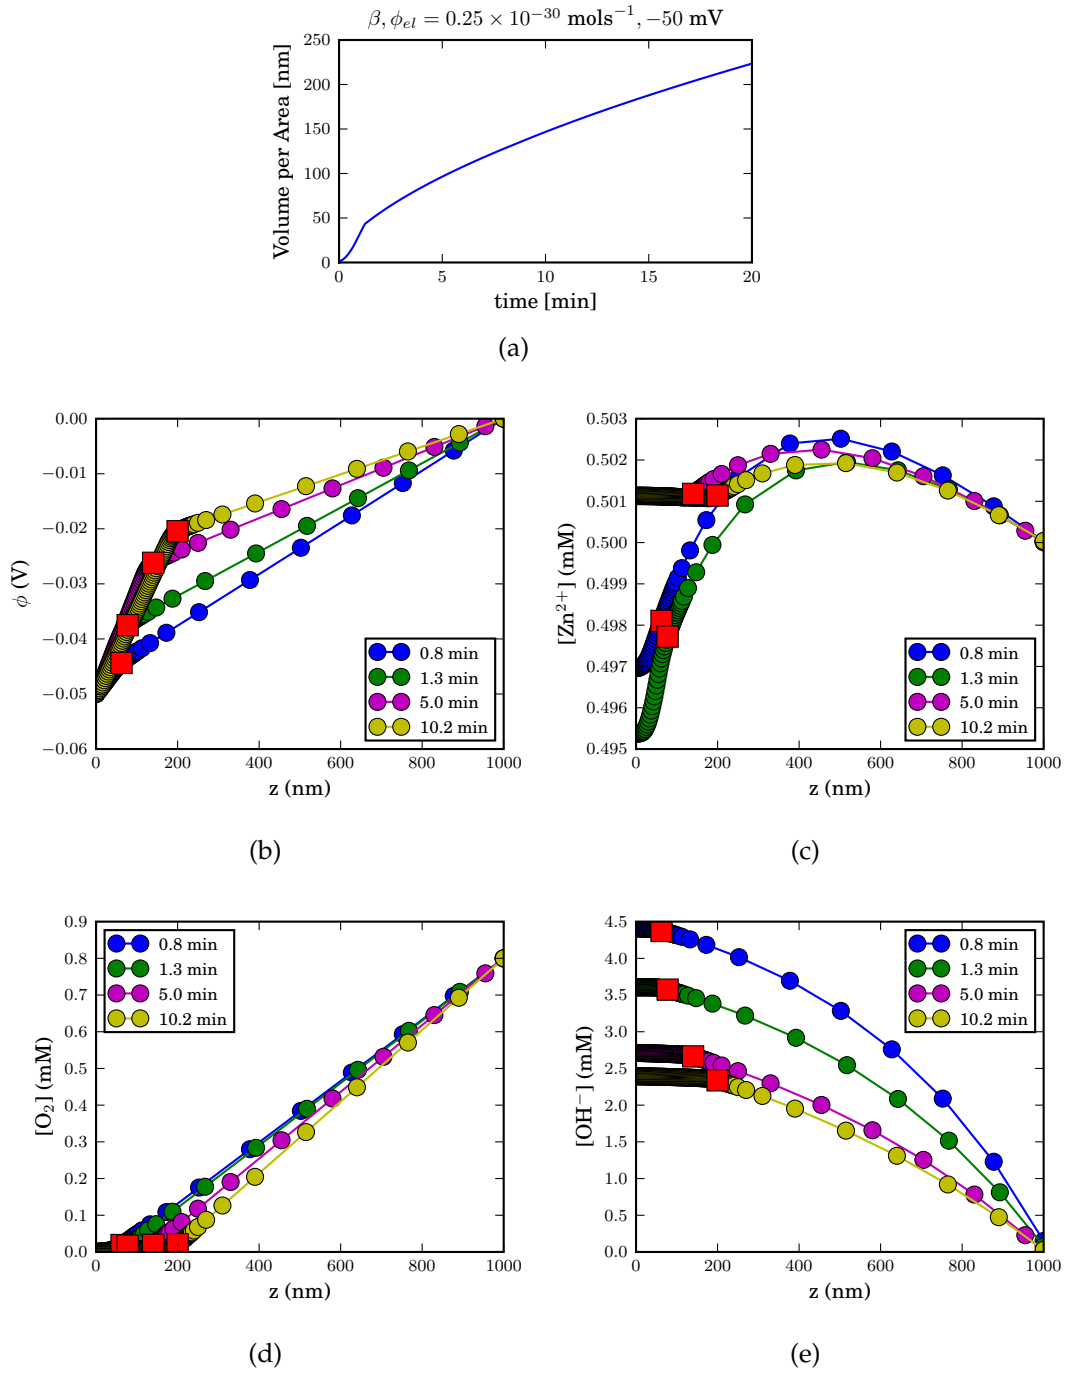 β, ϕ_el = 0.25 × 10⁻³⁰ mols⁻¹, −50 mV
250
200
150
100
50
0
Volume per Area [nm]
0 5 10 15 20
time [min]
(a)
0.00
−0.01
−0.02
−0.03
−0.04
−0.05
−0.06
ϕ (V)
0.8 min
1.3 min
5.0 min
10.2 min
0 200 400 600 800 1000
z (nm)
(b)
0.503
0.502
0.501
0.500
0.499
0.498
0.497
0.496
0.495
[Zn²⁺] (mM)
0.8 min
1.3 min
5.0 min
10.2 min
0 200 400 600 800 1000
z (nm)
(c)
0.9
0.8
0.7
0.6
0.5
0.4
0.3
0.2
0.1
0.0
[O₂] (mM)
0.8 min
1.3 min
5.0 min
10.2 min
0 200 400 600 800 1000
z (nm)
(d)
4.5
4.0
3.5
3.0
2.5
2.0
1.5
1.0
0.5
0.0
[OH⁻] (mM)
0.8 min
1.3 min
5.0 min
10.2 min
0 200 400 600 800 1000
z (nm)
(e)